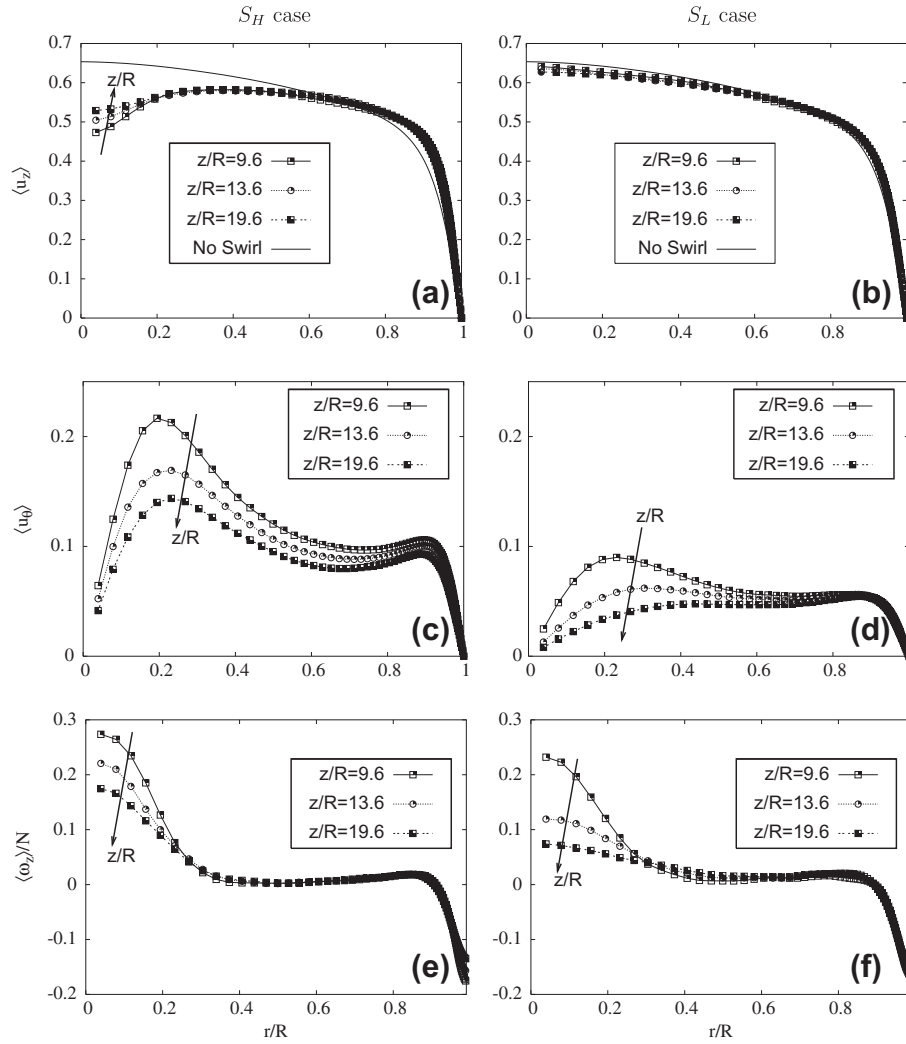 S_H case
S_L case
0.7
0.6
0.5
0.4
0.3
0.2
0.1
0
⟨u_z⟩
z/R
z/R=9.6
z/R=13.6
z/R=19.6
No Swirl
(a)
0 0.2 0.4 0.6 0.8 1
0.7
0.6
0.5
0.4
0.3
0.2
0.1
0
z/R=9.6
z/R=13.6
z/R=19.6
No Swirl
(b)
0 0.2 0.4 0.6 0.8 1
0.2
0.1
0
⟨u_θ⟩
z/R=9.6
z/R=13.6
z/R=19.6
z/R
(c)
0 0.2 0.4 0.6 0.8 1
0.2
0.1
0
z/R=9.6
z/R=13.6
z/R=19.6
z/R
(d)
0 0.2 0.4 0.6 0.8
0.3
0.2
0.1
0
-0.1
-0.2
⟨ω_z⟩/N
z/R=9.6
z/R=13.6
z/R=19.6
z/R
(e)
0 0.2 0.4 0.6 0.8
r/R
0.3
0.2
0.1
0
-0.1
-0.2
z/R=9.6
z/R=13.6
z/R=19.6
z/R
(f)
0 0.2 0.4 0.6 0.8
r/R